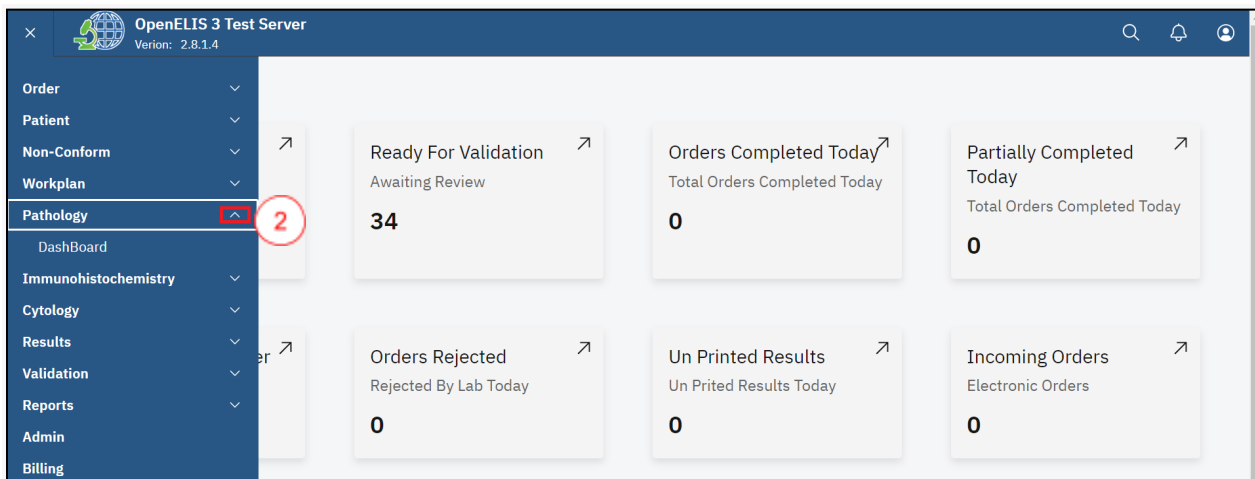 OpenELIS 3 Test Server
Verion: 2.8.1.4
Order
Patient
Non-Conform
Workplan
Pathology
2
DashBoard
Immunohistochemistry
Cytology
Results
Validation
Reports
Admin
Billing
Ready For Validation
Awaiting Review
34
Orders Completed Today
Total Orders Completed Today
0
Partially Completed
Today
Total Orders Completed Today
0
er
Orders Rejected
Rejected By Lab Today
0
Un Printed Results
Un Prited Results Today
0
Incoming Orders
Electronic Orders
0